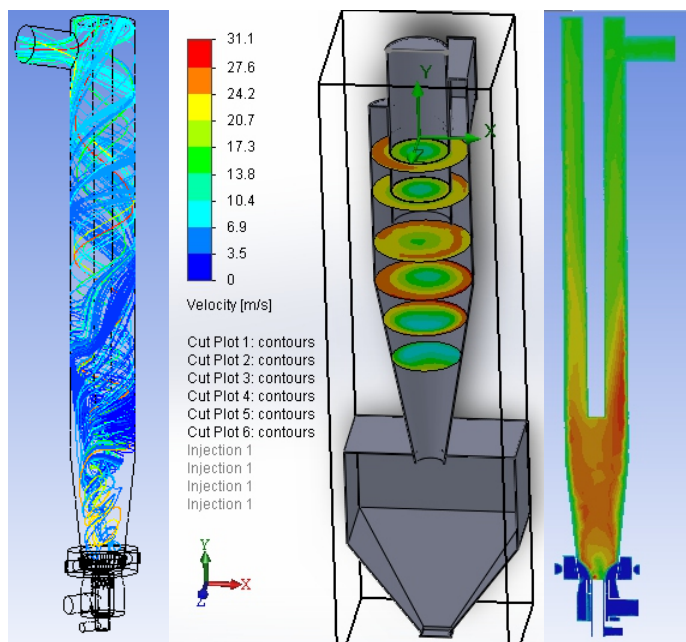 31.1
27.6
24.2
20.7
17.3
13.8
10.4
6.9
3.5
0
Velocity [m/s]
Cut Plot 1: contours
Cut Plot 2: contours
Cut Plot 3: contours
Cut Plot 4: contours
Cut Plot 5: contours
Cut Plot 6: contours
Injection 1
Injection 1
Injection 1
Injection 1
Y
X
Z
Y
X
Z